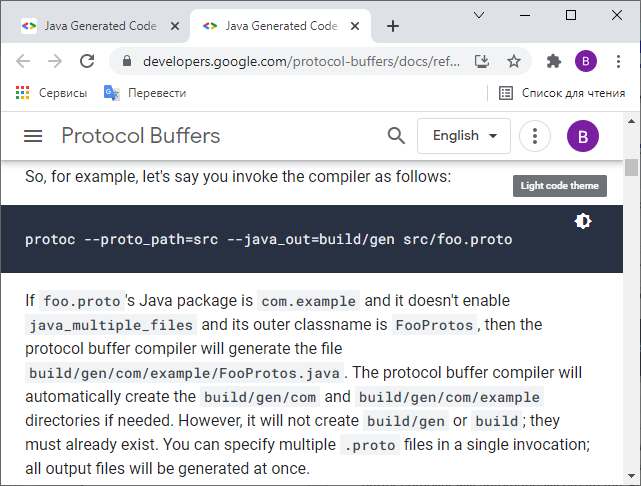 Java Generated Code
Java Generated Code
developers.google.com/protocol-buffers/docs/ref...
B
Сервисы
Перевести
Список для чтения
Protocol Buffers
English
B
So, for example, let's say you invoke the compiler as follows:
Light code theme
protoc --proto_path=src --java_out=build/gen src/foo.proto
If foo.proto's Java package is com.example and it doesn't enable
java_multiple_files and its outer classname is FooProtos, then the
protocol buffer compiler will generate the file
build/gen/com/example/FooProtos.java. The protocol buffer compiler will
automatically create the build/gen/com and build/gen/com/example
directories if needed. However, it will not create build/gen or build; they
must already exist. You can specify multiple .proto files in a single invocation;
all output files will be generated at once.